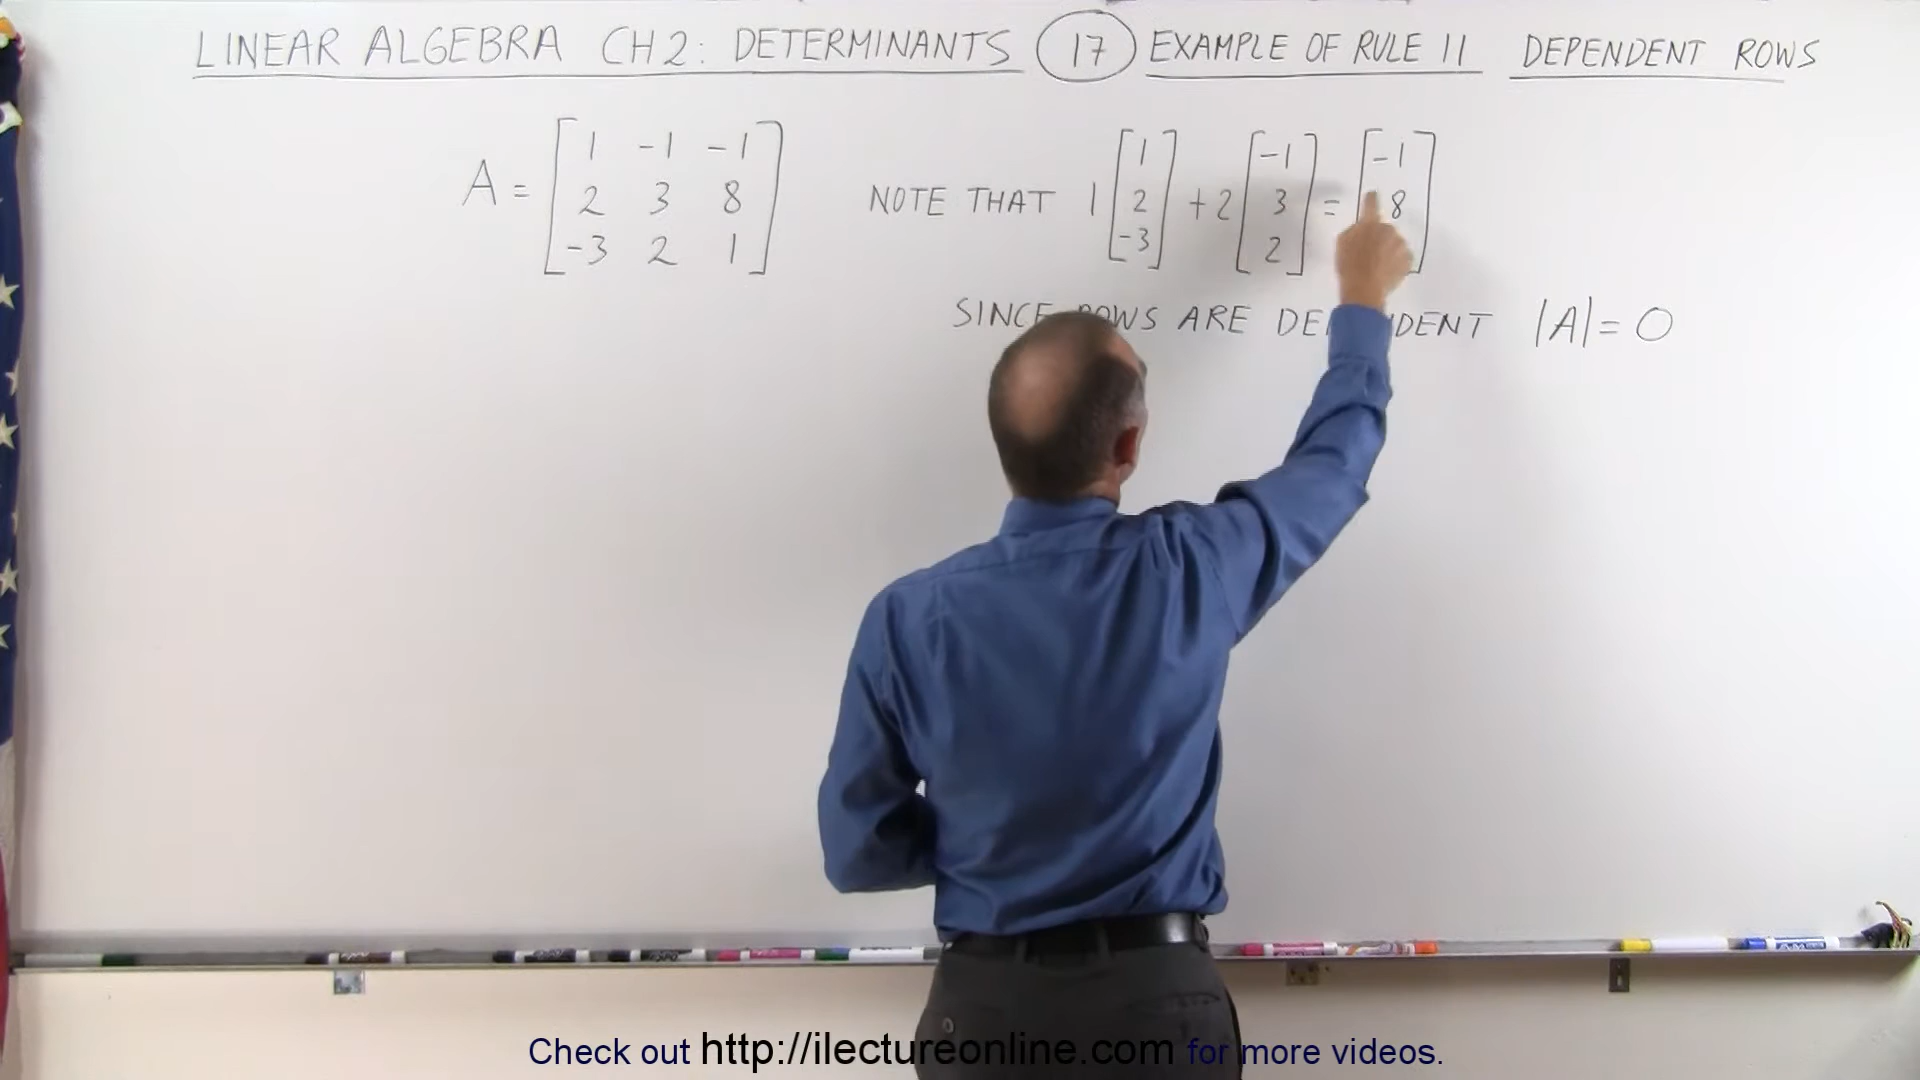 LINEAR ALGEBRA CH 2: DETERMINANTS 17 EXAMPLE OF RULE 11 DEPENDENT ROWS
A = [ 1 -1 -1 ; 2 3 8 ; -3 2 1 ] NOTE THAT 1 [ 1 ; 2 ; -3 ] + 2 [ -1 ; 3 ; 2 ] = [ -1 ; 8 ]
SINCE ROWS ARE |A| = 0
Check out http://ilectureonline.com for more videos.